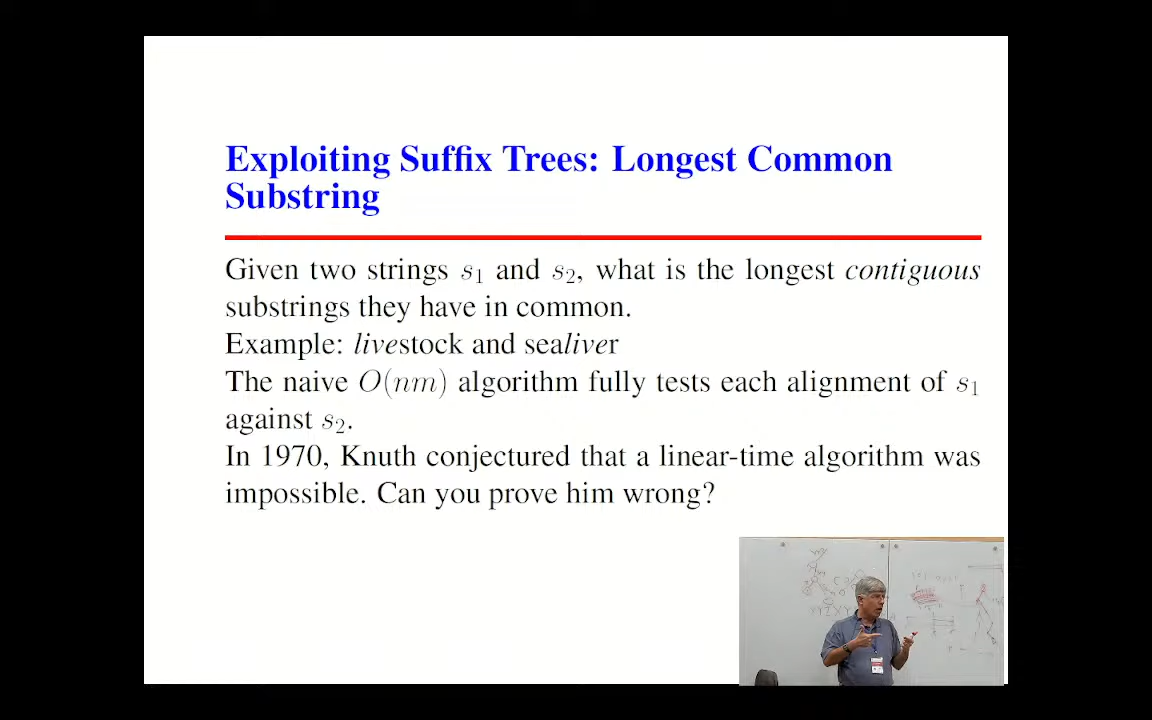 Exploiting Suffix Trees: Longest Common
Substring
Given two strings s₁ and s₂, what is the longest contiguous
substrings they have in common.
Example: livestock and sealiver
The naive O(nm) algorithm fully tests each alignment of s₁
against s₂.
In 1970, Knuth conjectured that a linear-time algorithm was
impossible. Can you prove him wrong?